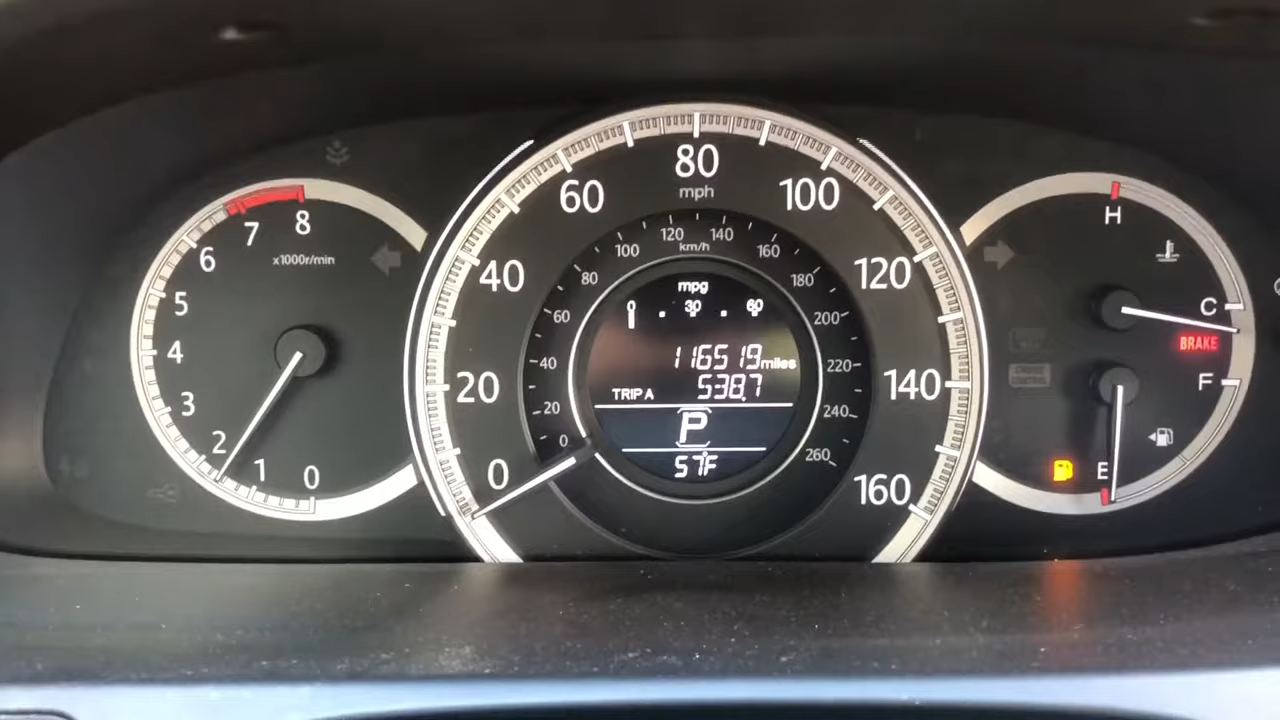 8
7
6
5
4
3
2
1
0
x1000r/min
0
20
40
60
80
100
120
140
160
mph
0
20
40
60
80
100
120
140
160
180
200
220
240
260
km/h
mpg
0 30 60
116519 miles
TRIP A 538.7
P
57°F
H
C
BRAKE
CRUISE
CONTROL
F
E